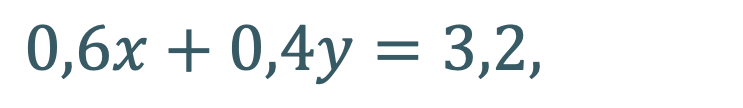 0,6𝑥 + 0,4𝑦 = 3,2,